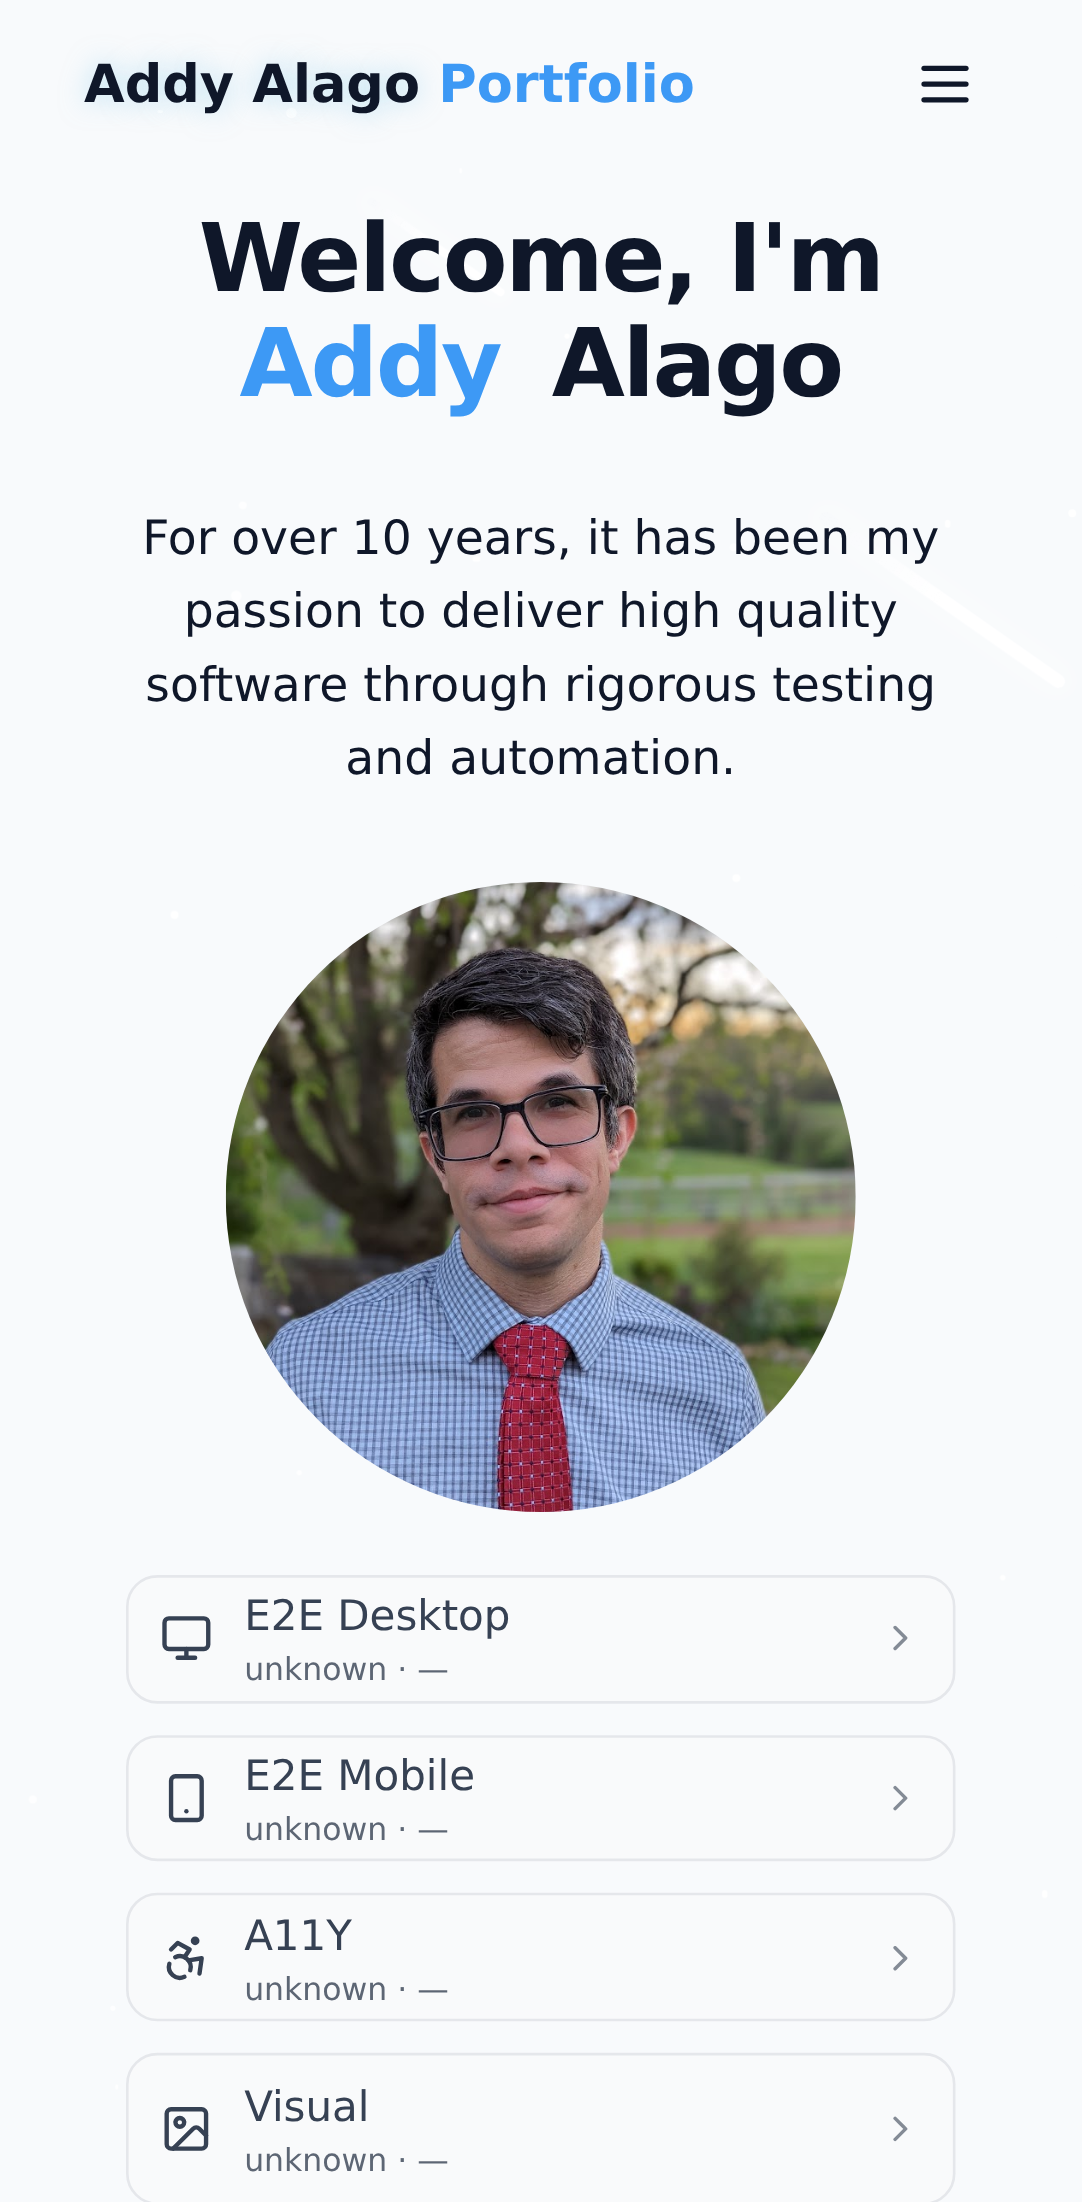 Addy Alago Portfolio
Welcome, I'm
Addy Alago
For over 10 years, it has been my
passion to deliver high quality
software through rigorous testing
and automation.
E2E Desktop
unknown · —
E2E Mobile
unknown · —
A11Y
unknown · —
Visual
unknown · —